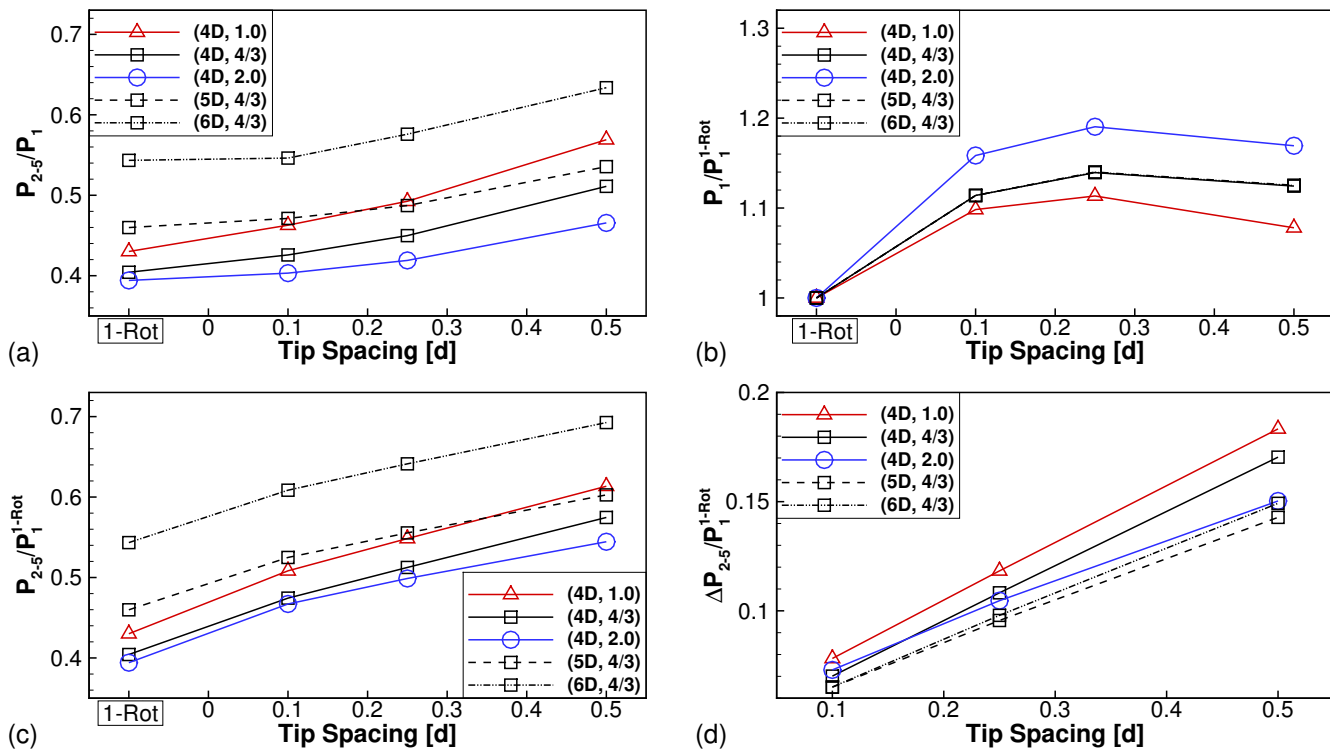 0.7
0.6
0.5
0.4
P2-5/P1
(4D, 1.0)
(4D, 4/3)
(4D, 2.0)
(5D, 4/3)
(6D, 4/3)
1-Rot 0 0.1 0.2 0.3 0.4 0.5
Tip Spacing [d]
(a)
1.3
1.2
1.1
1
P1/P1^1-Rot
(4D, 1.0)
(4D, 4/3)
(4D, 2.0)
(5D, 4/3)
(6D, 4/3)
1-Rot 0 0.1 0.2 0.3 0.4 0.5
Tip Spacing [d]
(b)
0.7
0.6
0.5
0.4
P2-5/P1^1-Rot
(4D, 1.0)
(4D, 4/3)
(4D, 2.0)
(5D, 4/3)
(6D, 4/3)
1-Rot 0 0.1 0.2 0.3 0.4 0.5
Tip Spacing [d]
(c)
0.2
0.15
0.1
ΔP2-5/P1^1-Rot
(4D, 1.0)
(4D, 4/3)
(4D, 2.0)
(5D, 4/3)
(6D, 4/3)
0.1 0.2 0.3 0.4 0.5
Tip Spacing [d]
(d)